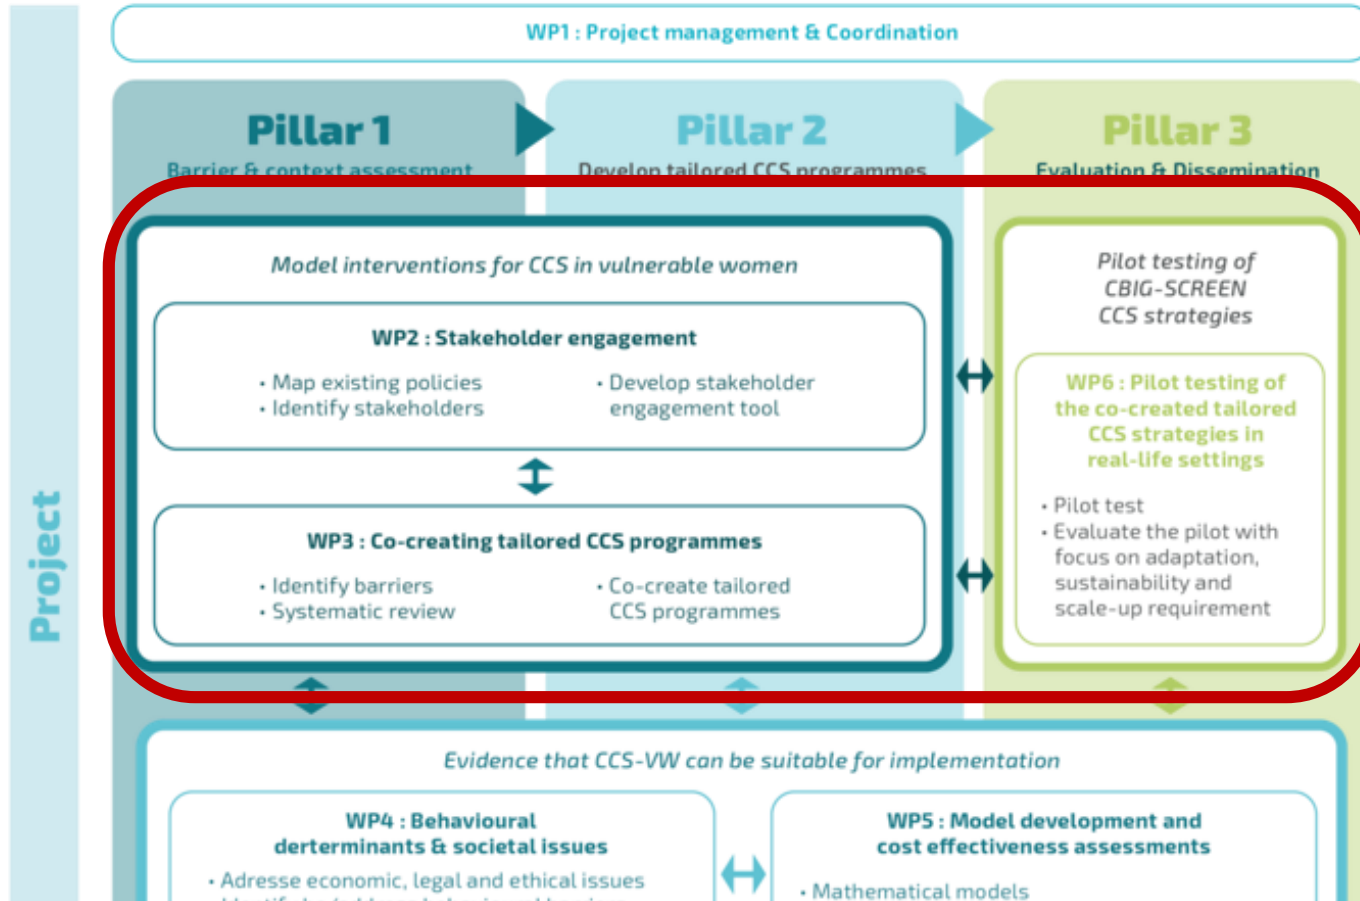 WP1 : Project management & Coordination
Pillar 1
Barrier & context assessment
Pillar 2
Develop tailored CCS programmes
Pillar 3
Evaluation & Dissemination
Project
Model interventions for CCS in vulnerable women
WP2 : Stakeholder engagement
• Map existing policies
• Identify stakeholders
• Develop stakeholder
engagement tool
WP3 : Co-creating tailored CCS programmes
• Identify barriers
• Systematic review
• Co-create tailored
CCS programmes
Pilot testing of
CBIG-SCREEN
CCS strategies
WP6 : Pilot testing of
the co-created tailored
CCS strategies in
real-life settings
• Pilot test
• Evaluate the pilot with
focus on adaptation,
sustainability and
scale-up requirement
Evidence that CCS-VW can be suitable for implementation
WP4 : Behavioural
derterminants & societal issues
• Adresse economic, legal and ethical issues
WP5 : Model development and
cost effectiveness assessments
• Mathematical models